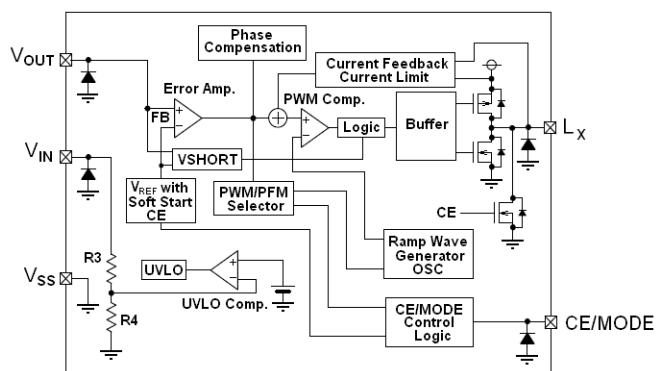 Phase
Compensation
VOUT
Current Feedback
Current Limit
Error Amp.
PWM Comp.
FB
+
−
+
+
−
Logic
Buffer
LX
VIN
VSHORT
VREF with
Soft Start
CE
PWM/PFM
Selector
CE
R3
Ramp Wave
Generator
OSC
VSS
UVLO
+
−
UVLO Comp.
R4
CE/MODE
Control
Logic
CE/MODE